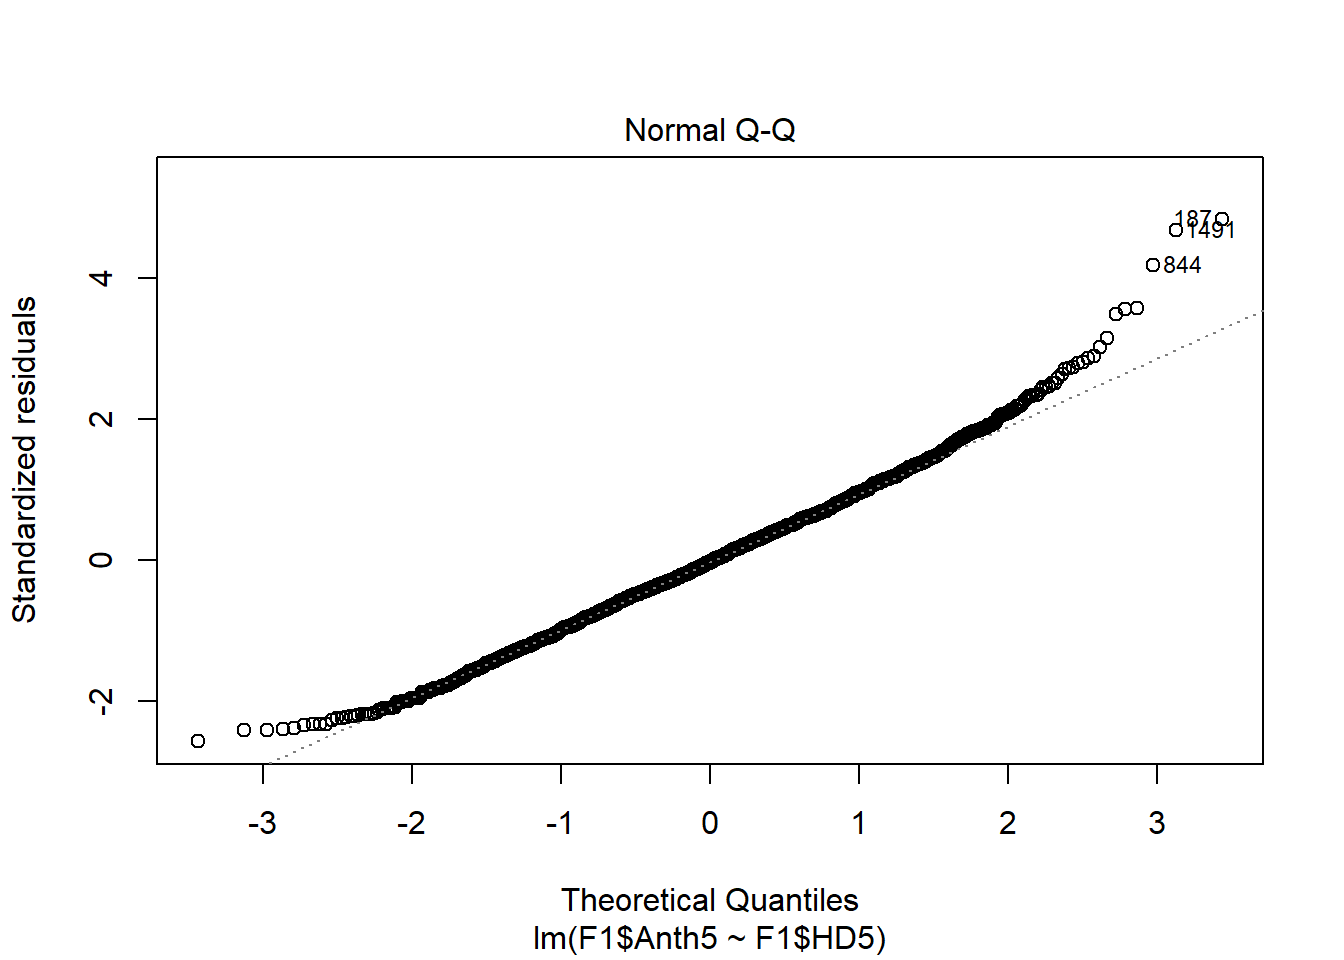 Normal Q-Q
Standardized residuals
4
2
0
-2
187
1491
844
-3 -2 -1 0 1 2 3
Theoretical Quantiles
lm(F1$Anth5 ~ F1$HD5)